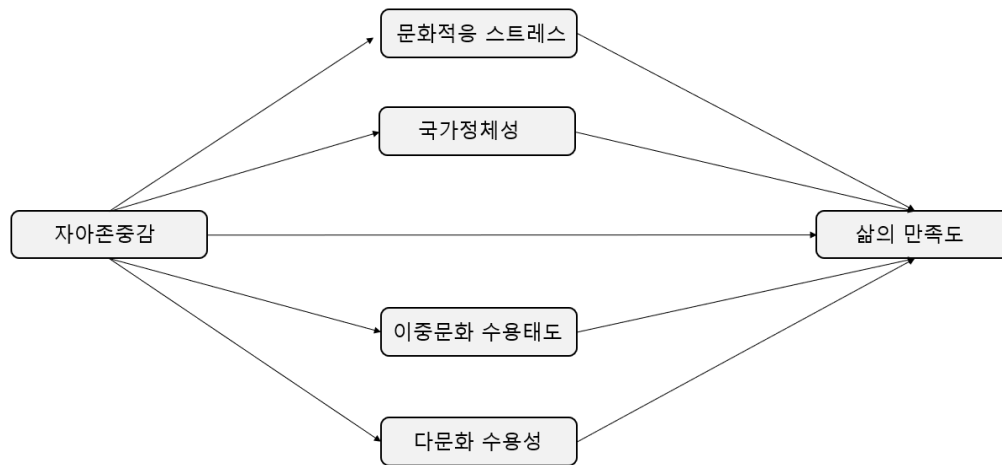 문화적응 스트레스
국가정체성
자아존중감
삶의 만족도
이중문화 수용태도
다문화 수용성